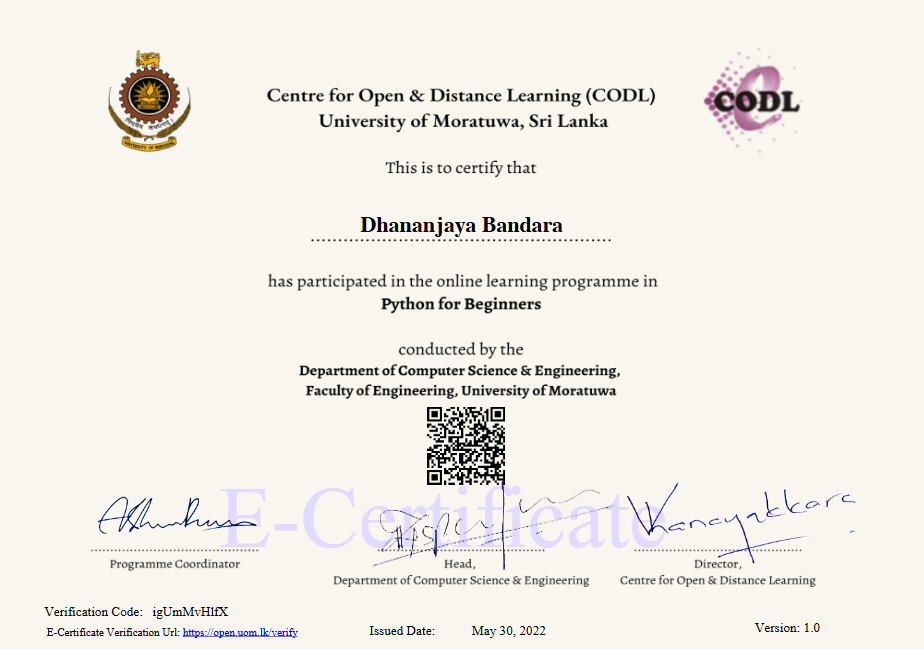 Centre for Open & Distance Learning (CODL)
University of Moratuwa, Sri Lanka
CODL
UNIVERSITY OF MORATUWA
This is to certify that
Dhananjaya Bandara
has participated in the online learning programme in
Python for Beginners
conducted by the
Department of Computer Science & Engineering,
Faculty of Engineering, University of Moratuwa
E-Certificate
Programme Coordinator
Head,
Department of Computer Science & Engineering
Director,
Centre for Open & Distance Learning
Verification Code: igUmMvHlfX
E-Certificate Verification Url: https://open.uom.lk/verify
Issued Date: May 30, 2022
Version: 1.0